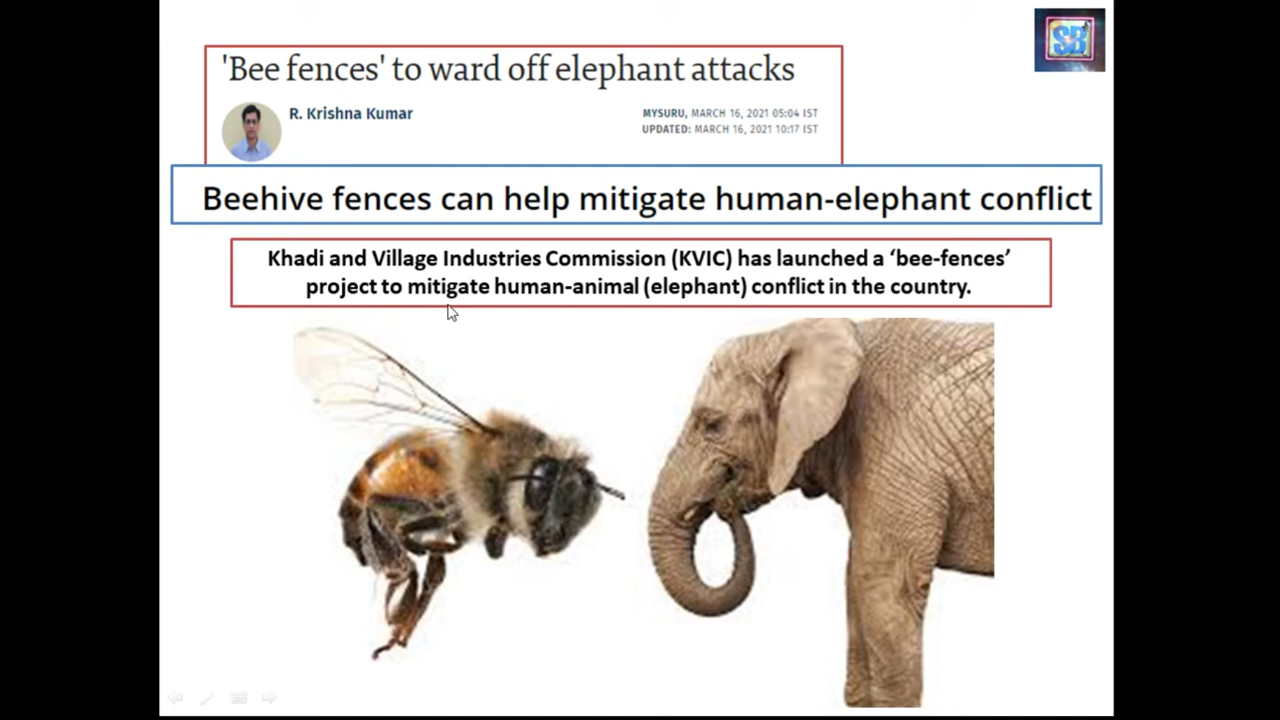 SB
'Bee fences' to ward off elephant attacks
R. Krishna Kumar
MYSURU, MARCH 16, 2021 05:04 IST
UPDATED: MARCH 16, 2021 10:17 IST
Beehive fences can help mitigate human-elephant conflict
Khadi and Village Industries Commission (KVIC) has launched a ‘bee-fences’
project to mitigate human-animal (elephant) conflict in the country.